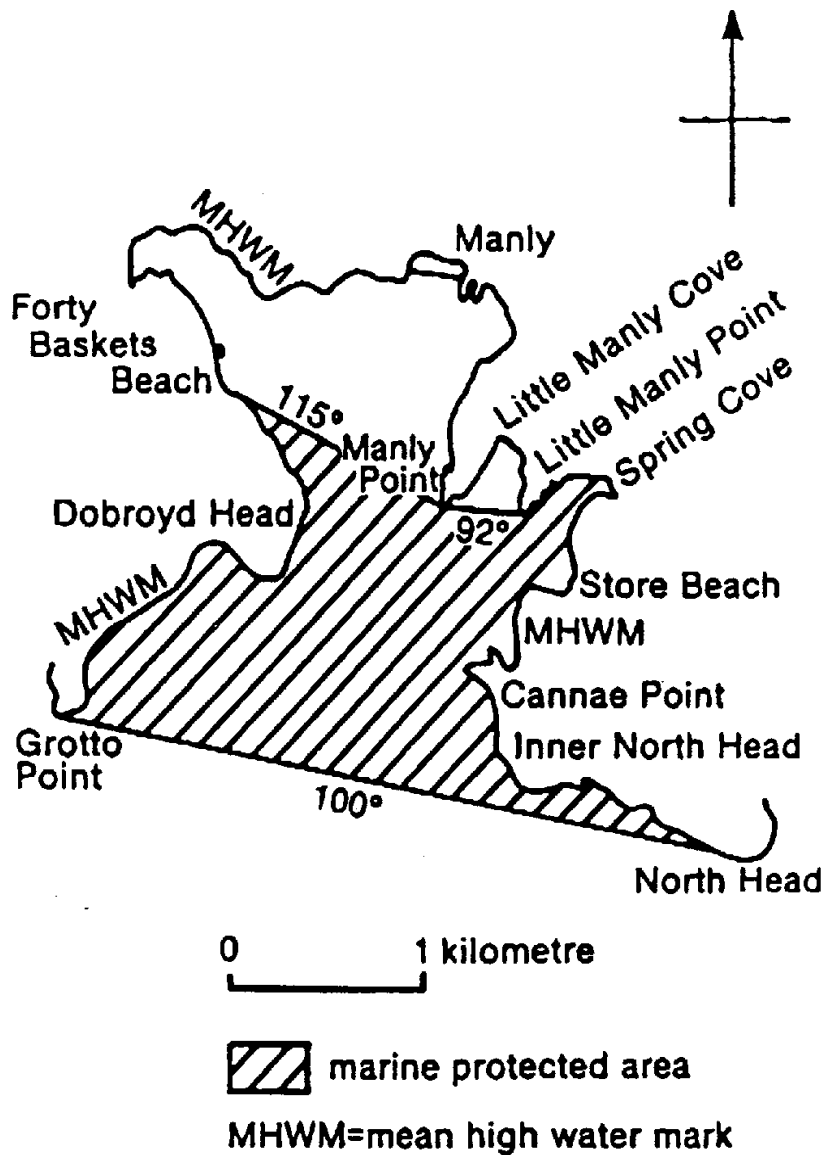 MHWM
Manly
Forty
Baskets
Beach
115°
Little Manly Cove
Little Manly Point
Spring Cove
Manly
Point
92°
Dobroyd Head
Store Beach
MHWM
MHWM
Cannae Point
Grotto
Point
Inner North Head
100°
North Head
0 1 kilometre
marine protected area
MHWM=mean high water mark